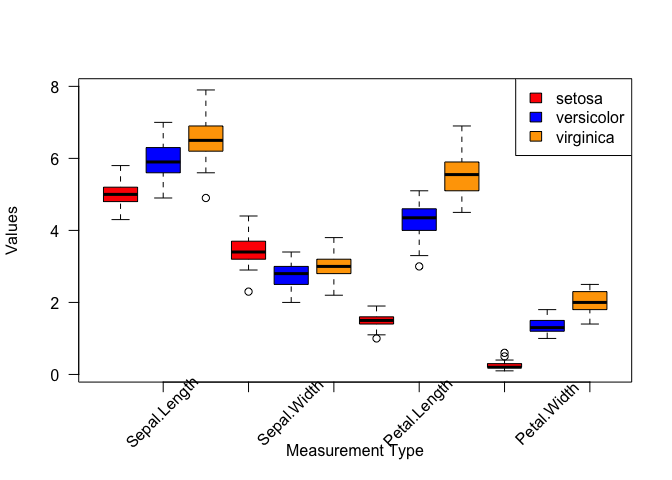 8
setosa
versicolor
virginica
6
Values
4
2
0
Sepal.Length
Sepal.Width
Petal.Length
Petal.Width
Measurement Type